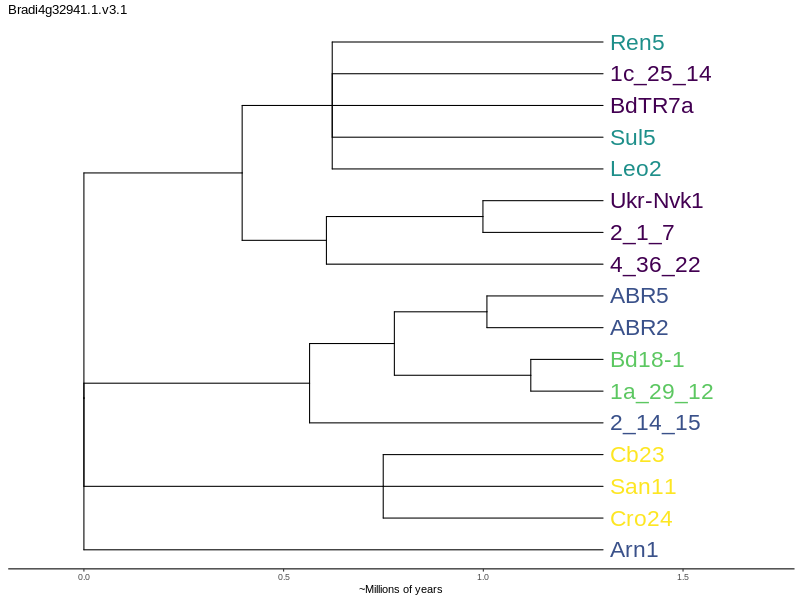 Bradi4g32941.1.v3.1
Ren5
1c_25_14
BdTR7a
Sul5
Leo2
Ukr-Nvk1
2_1_7
4_36_22
ABR5
ABR2
Bd18-1
1a_29_12
2_14_15
Cb23
San11
Cro24
Arn1
0.0 0.5 1.0 1.5
~Millions of years